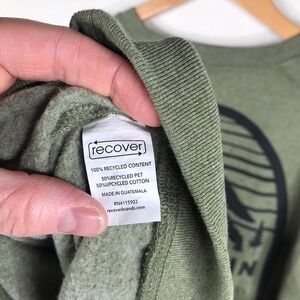 recover
100% RECYCLED CONTENT
50%RECYCLED PET
50%UPCYCLED COTTON
MADE IN GUATEMALA
RN#115903
recoverbrands.com
N